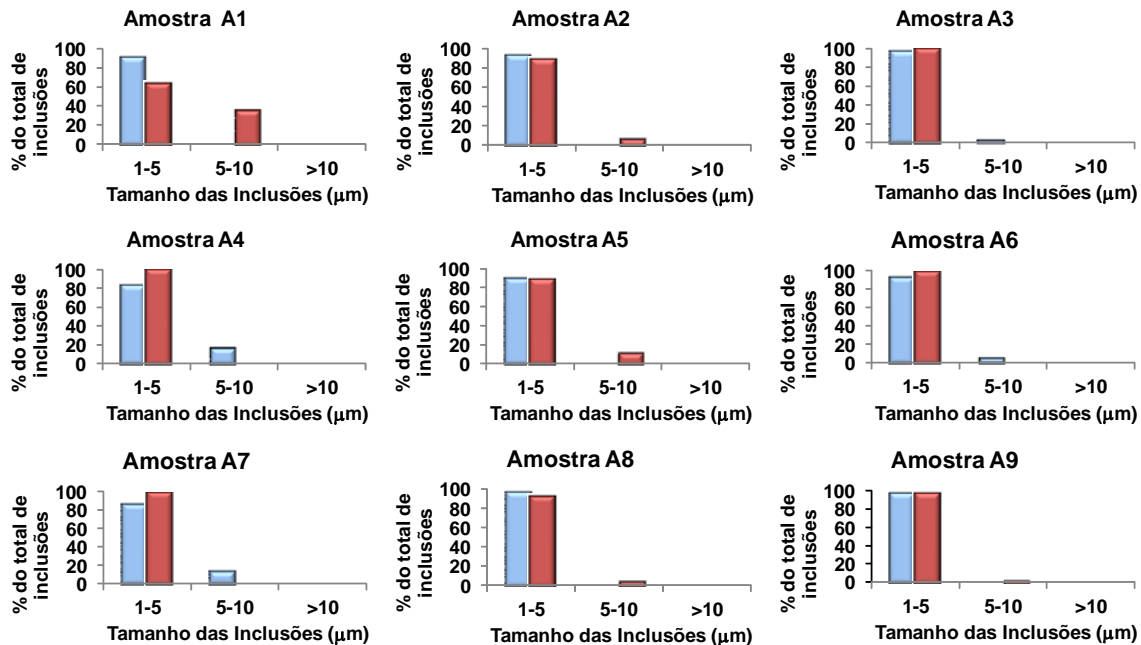 Amostra A1
% do total de
inclusões
100
80
60
40
20
0
1-5 5-10 >10
Tamanho das Inclusões (µm)
Amostra A2
% do total de
inclusões
100
80
60
40
20
0
1-5 5-10 >10
Tamanho das Inclusões (µm)
Amostra A3
% do total de
inclusões
100
80
60
40
20
0
1-5 5-10 >10
Tamanho das Inclusões (µm)
Amostra A4
% do total de
inclusões
100
80
60
40
20
0
1-5 5-10 >10
Tamanho das Inclusões (µm)
Amostra A5
% do total de
inclusões
100
80
60
40
20
0
1-5 5-10 >10
Tamanho das Inclusões (µm)
Amostra A6
% do total de
inclusões
100
80
60
40
20
0
1-5 5-10 >10
Tamanho das Inclusões (µm)
Amostra A7
% do total de
inclusões
100
80
60
40
20
0
1-5 5-10 >10
Tamanho das Inclusões (µm)
Amostra A8
% do total de
inclusões
100
80
60
40
20
0
1-5 5-10 >10
Tamanho das Inclusões (µm)
Amostra A9
% do total de
inclusões
100
80
60
40
20
0
1-5 5-10 >10
Tamanho das Inclusões (µm)